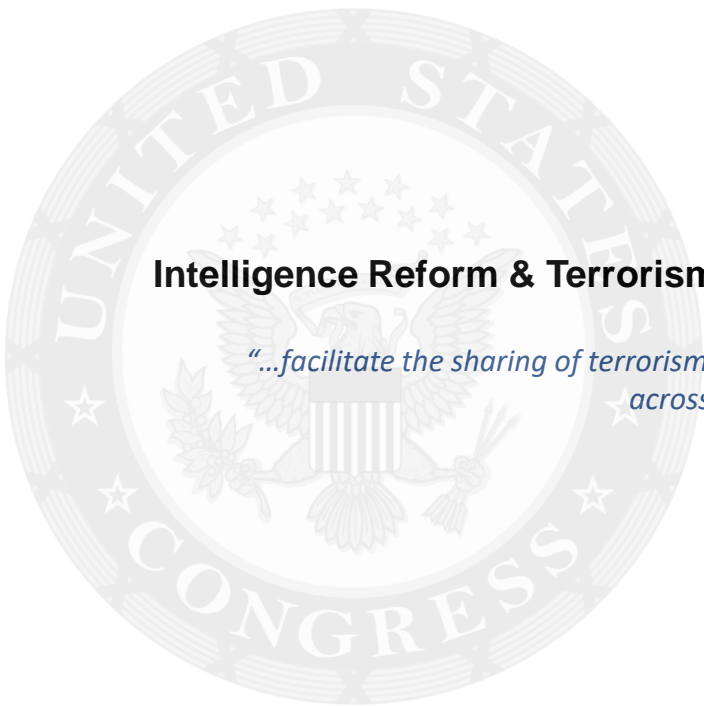 UNITED STATES
Intelligence Reform & Terrorism
“…facilitate the sharing of terrorism
across
CONGRESS